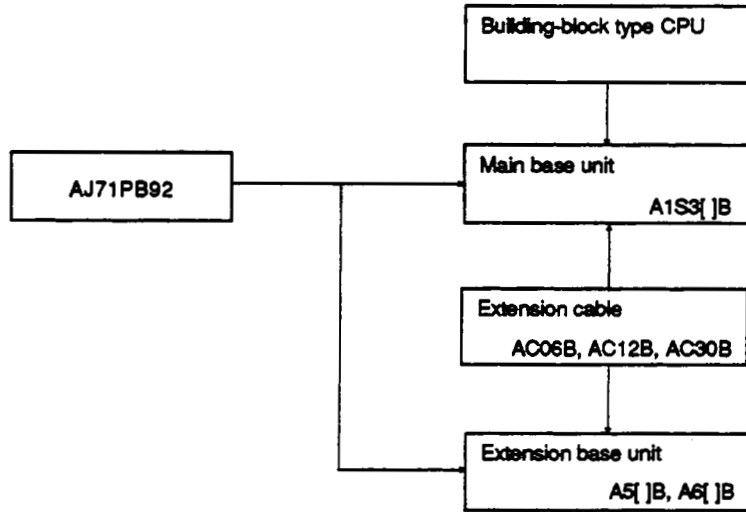 Building-block type CPU
AJ71PB92
Main base unit
A1S3[ ]B
Extension cable
AC06B, AC12B, AC30B
Extension base unit
A5[ ]B, A6[ ]B